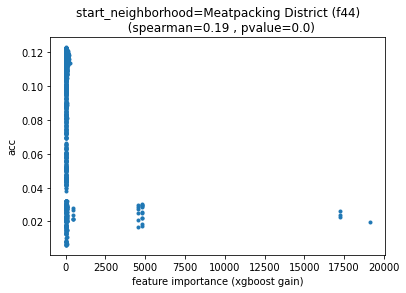 start_neighborhood=Meatpacking District (f44)
(spearman=0.19 , pvalue=0.0)
acc
0.12
0.10
0.08
0.06
0.04
0.02
0 2500 5000 7500 10000 12500 15000 17500 20000
feature importance (xgboost gain)